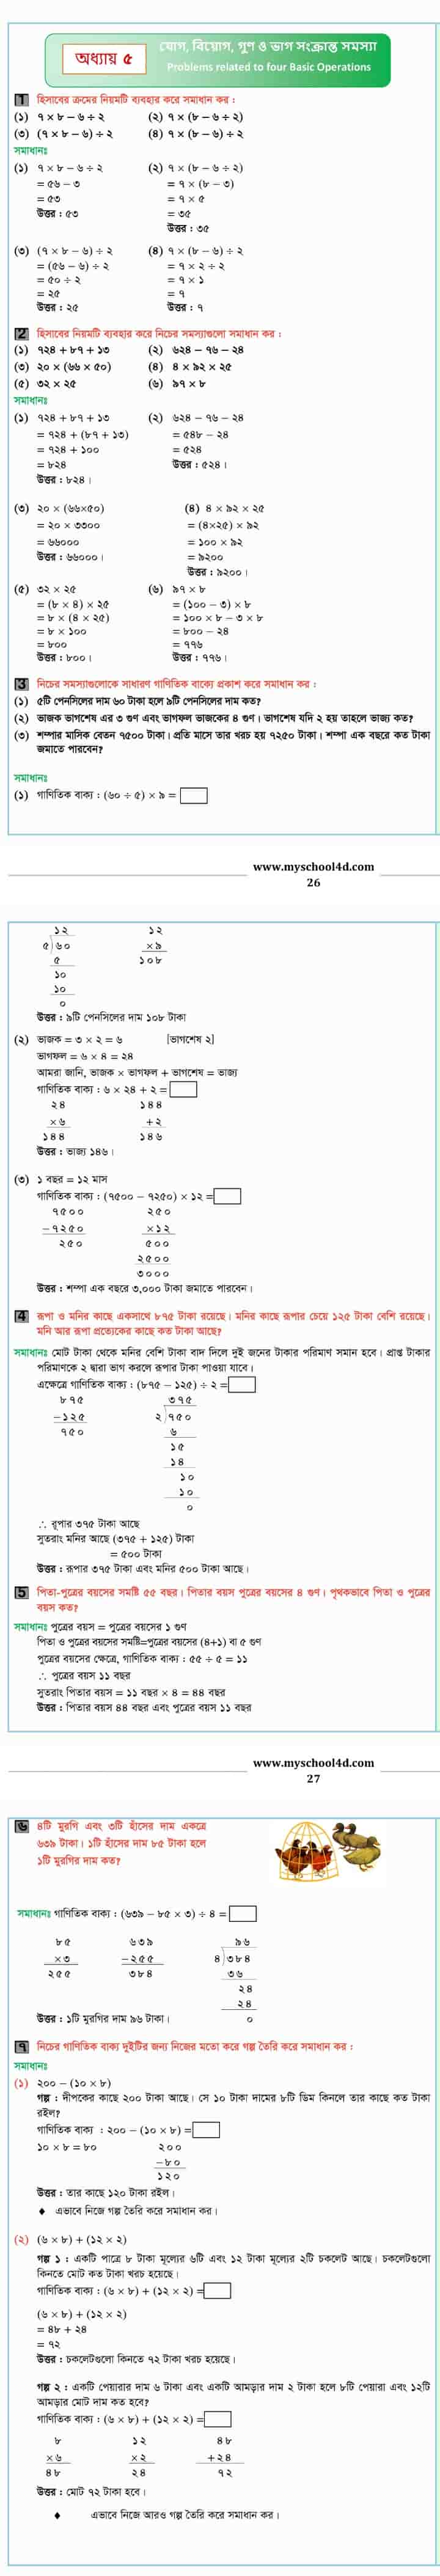 অধ্যায় ৫
যোগ, বিয়োগ, গুণ ও ভাগ সংক্রান্ত সমস্যা
Problems related to four Basic Operations
1 হিসাবের ক্রমের নিয়মটি ব্যবহার করে সমাধান কর :
(১) ৭ × ৮ – ৬ ÷ ২ (২) ৭ × (৮ – ৬ ÷ ২)
(৩) (৭ × ৮ – ৬) ÷ ২ (৪) ৭ × (৮ – ৬) ÷ ২
সমাধানঃ
(১) ৭ × ৮ – ৬ ÷ ২ (২) ৭ × (৮ – ৬ ÷ ২)
= ৫৬ – ৩ = ৭ × (৮ – ৩)
= ৫৩ = ৭ × ৫
উত্তর : ৫৩ = ৩৫
উত্তর : ৩৫
(৩) (৭ × ৮ – ৬) ÷ ২ (৪) ৭ × (৮ – ৬) ÷ ২
= (৫৬ – ৬) ÷ ২ = ৭ × ২ ÷ ২
= ৫০ ÷ ২ = ৭ × ১
= ২৫ = ৭
উত্তর : ২৫ উত্তর : ৭
2 হিসাবের নিয়মটি ব্যবহার করে নিচের সমস্যাগুলো সমাধান কর :
(১) ৭২৪ + ৮৭ + ১৩ (২) ৬২৪ – ৭৬ – ২৪
(৩) ২০ × (৬৬ × ৫০) (৪) ৪ × ৯২ × ২৫
(৫) ৩২ × ২৫ (৬) ৯৭ × ৮
সমাধানঃ
(১) ৭২৪ + ৮৭ + ১৩ (২) ৬২৪ – ৭৬ – ২৪
= ৭২৪ + (৮৭ + ১৩) = ৫৪৮ – ২৪
= ৭২৪ + ১০০ = ৫২৪
= ৮২৪ উত্তর : ৫২৪।
উত্তর : ৮২৪।
(৩) ২০ × (৬৬×৫০) (৪) ৪ × ৯২ × ২৫
= ২০ × ৩৩০০ = (৪×২৫) × ৯২
= ৬৬০০০ = ১০০ × ৯২
উত্তর : ৬৬০০০। = ৯২০০
উত্তর : ৯২০০।
(৫) ৩২ × ২৫ (৬) ৯৭ × ৮
= (৮ × ৪) × ২৫ = (১০০ – ৩) × ৮
= ৮ × (৪ × ২৫) = ১০০ × ৮ – ৩ × ৮
= ৮ × ১০০ = ৮০০ – ২৪
= ৮০০ = ৭৭৬
উত্তর : ৮০০। উত্তর : ৭৭৬।
3 নিচের সমস্যাগুলোকে সাধারণ গাণিতিক বাক্যে প্রকাশ করে সমাধান কর :
(১) ৫টি পেনসিলের দাম ৬০ টাকা হলে ৯টি পেনসিলের দাম কত?
(২) ভাজক ভাগশেষ এর ৩ গুণ এবং ভাগফল ভাজকের ৪ গুণ। ভাগশেষ যদি ২ হয় তাহলে ভাজ্য কত?
(৩) শম্পার মাসিক বেতন ৭৫০০ টাকা। প্রতি মাসে তার খরচ হয় ৭২৫০ টাকা। শম্পা এক বছরে কত টাকা
জমাতে পারবেন?
সমাধানঃ
(১) গাণিতিক বাক্য : (৬০ ÷ ৫) × ৯ =
www.myschool4d.com
26
১২ ১২
৫)৬০ ×৯
৫ ১০৮
১০
১০
০
উত্তর : ৯টি পেনসিলের দাম ১০৮ টাকা
(২) ভাজক = ৩ × ২ = ৬ [ভাগশেষ ২]
ভাগফল = ৬ × ৪ = ২৪
আমরা জানি, ভাজক × ভাগফল + ভাগশেষ = ভাজ্য
গাণিতিক বাক্য : ৬ × ২৪ + ২ =
২৪ ১৪৪
×৬ +২
১৪৪ ১৪৬
উত্তর : ভাজ্য ১৪৬।
(৩) ১ বছর = ১২ মাস
গাণিতিক বাক্য : (৭৫০০ – ৭২৫০) × ১২ =
৭৫০০ ২৫০
–৭২৫০ ×১২
২৫০ ৫০০
২৫০০
৩০০০
উত্তর : শম্পা এক বছরে ৩,০০০ টাকা জমাতে পারবেন।
4 রূপা ও মনির কাছে একসাথে ৮৭৫ টাকা রয়েছে। মনির কাছে রূপার চেয়ে ১২৫ টাকা বেশি রয়েছে।
মনি আর রূপা প্রত্যেকের কাছে কত টাকা আছে?
সমাধানঃ মোট টাকা থেকে মনির বেশি টাকা বাদ দিলে দুই জনের টাকার পরিমাণ সমান হবে। প্রাপ্ত টাকার
পরিমাণকে ২ দ্বারা ভাগ করলে রূপার টাকা পাওয়া যাবে।
এক্ষেত্রে গাণিতিক বাক্য : (৮৭৫ – ১২৫) ÷ ২ =
৮৭৫ ৩৭৫
–১২৫ ২)৭৫০
৭৫০ ৬
১৫
১৪
১০
১০
০
∴ রূপার ৩৭৫ টাকা আছে
সুতরাং মনির আছে (৩৭৫ + ১২৫) টাকা
= ৫০০ টাকা
উত্তর : রূপার ৩৭৫ টাকা এবং মনির ৫০০ টাকা আছে।
5 পিতা-পুত্রের বয়সের সমষ্টি ৫৫ বছর। পিতার বয়স পুত্রের বয়সের ৪ গুণ। পৃথকভাবে পিতা ও পুত্রের
বয়স কত?
সমাধানঃ পুত্রের বয়স = পুত্রের বয়সের ১ গুণ
পিতা ও পুত্রের বয়সের সমষ্টি=পুত্রের বয়সের (৪+১) বা ৫ গুণ
পুত্রের বয়সের ক্ষেত্রে, গাণিতিক বাক্য : ৫৫ ÷ ৫ = ১১
∴ পুত্রের বয়স ১১ বছর
সুতরাং পিতার বয়স = ১১ বছর × ৪ = ৪৪ বছর
উত্তর : পিতার বয়স ৪৪ বছর এবং পুত্রের বয়স ১১ বছর
www.myschool4d.com
27
৬ ৪টি মুরগি এবং ৩টি হাঁসের দাম একত্রে
৬৩৯ টাকা। ১টি হাঁসের দাম ৮৫ টাকা হলে
১টি মুরগির দাম কত?
সমাধানঃ গাণিতিক বাক্য : (৬৩৯ – ৮৫ × ৩) ÷ ৪ =
৮৫ ৬৩৯ ৯৬
×৩ –২৫৫ ৪)৩৮৪
২৫৫ ৩৮৪ ৩৬
২৪
২৪
উত্তর : ১টি মুরগির দাম ৯৬ টাকা। ০
৭ নিচের গাণিতিক বাক্য দুইটির জন্য নিজের মতো করে গল্প তৈরি করে সমাধান কর :
সমাধানঃ
(১) ২০০ – (১০ × ৮)
গল্প : দীপকের কাছে ২০০ টাকা আছে। সে ১০ টাকা দামের ৮টি ডিম কিনলে তার কাছে কত টাকা
রইল?
গাণিতিক বাক্য : ২০০ – (১০ × ৮) =
১০ × ৮ = ৮০ ২০০
–৮০
১২০
উত্তর : তার কাছে ১২০ টাকা রইল।
♦ এভাবে নিজে গল্প তৈরি করে সমাধান কর।
(২) (৬ × ৮) + (১২ × ২)
গল্প ১ : একটি পাত্রে ৮ টাকা মূল্যের ৬টি এবং ১২ টাকা মূল্যের ২টি চকলেট আছে। চকলেটগুলো
কিনতে মোট কত টাকা খরচ হয়েছে।
গাণিতিক বাক্য : (৬ × ৮) + (১২ × ২) =
(৬ × ৮) + (১২ × ২)
= ৪৮ + ২৪
= ৭২
উত্তর : চকলেটগুলো কিনতে ৭২ টাকা খরচ হয়েছে।
গল্প ২ : একটি পেয়ারার দাম ৬ টাকা এবং একটি আমড়ার দাম ২ টাকা হলে ৮টি পেয়ারা এবং ১২টি
আমড়ার মোট দাম কত হবে?
গাণিতিক বাক্য : (৬ × ৮) + (১২ × ২) =
৮ ১২ ৪৮
×৬ ×২ +২৪
৪৮ ২৪ ৭২
উত্তর : মোট ৭২ টাকা হবে।
♦ এভাবে নিজে আরও গল্প তৈরি করে সমাধান কর।